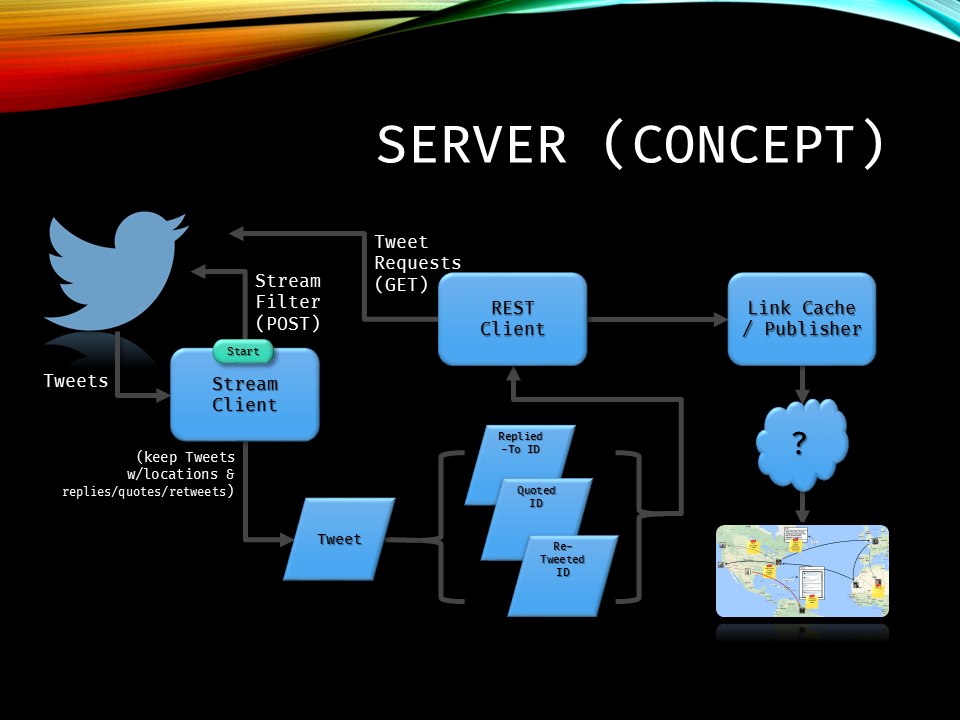 SERVER (CONCEPT)
Tweet
Requests
(GET)
Stream
Filter
(POST)
REST
Client
Link Cache
/ Publisher
Start
Stream
Client
Tweets
(keep Tweets
w/locations &
replies/quotes/retweets)
Replied
-To ID
Quoted
ID
Re-
Tweeted
ID
Tweet
?